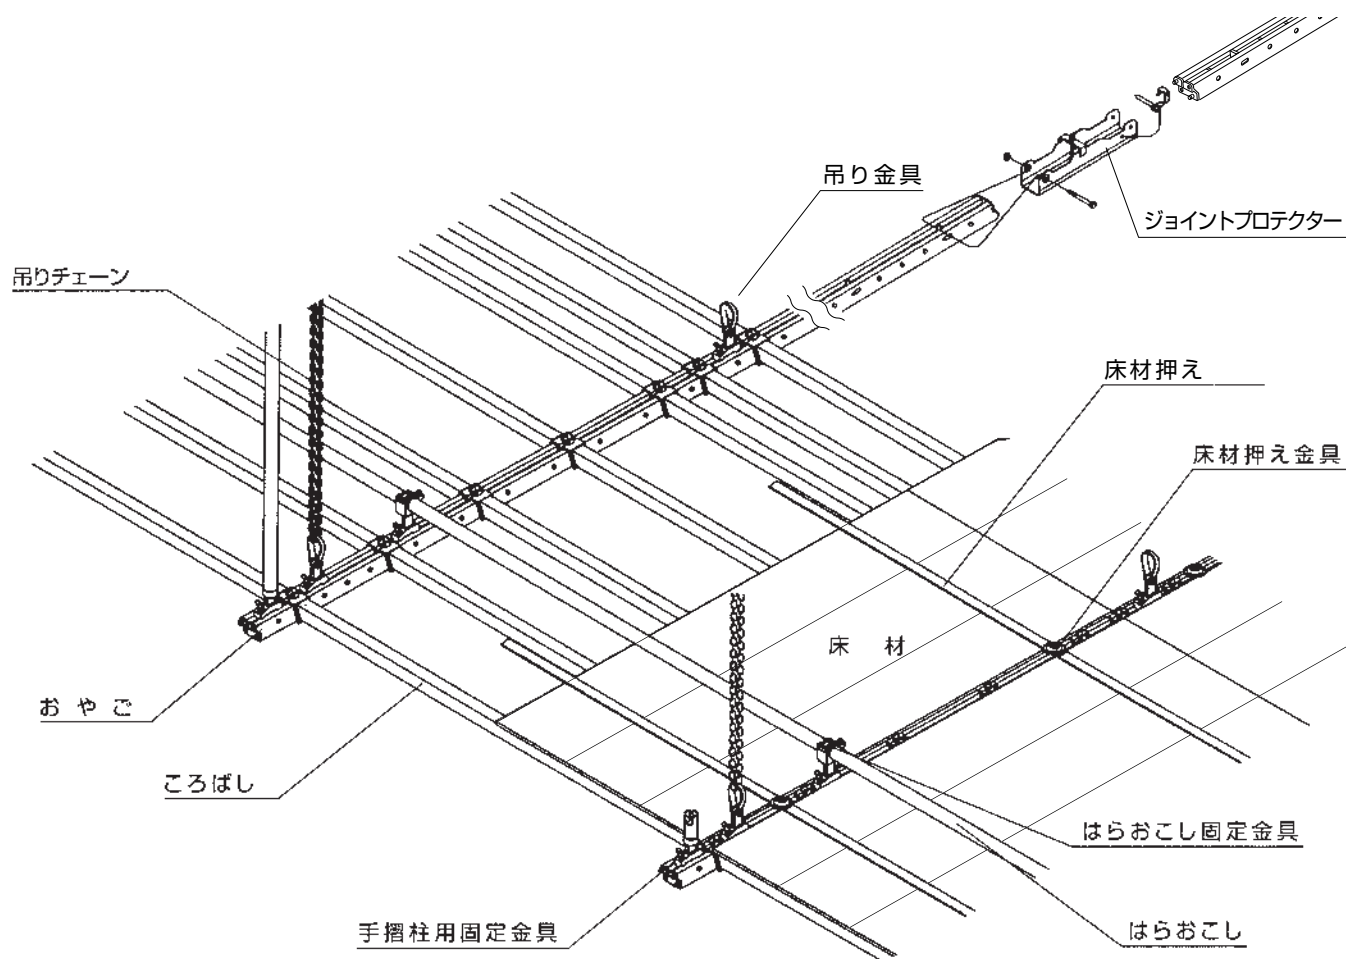 吊り金具
ジョイントプロテクター
吊りチェーン
床材押え
床材押え金具
床材
おやご
ころばし
はらおこし固定金具
手摺柱用固定金具
はらおこし